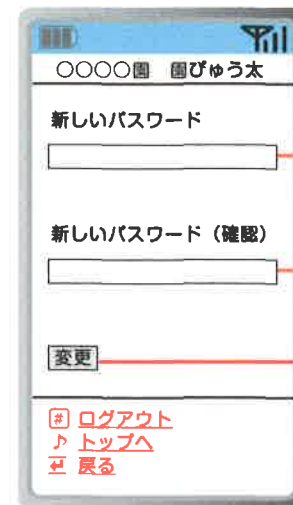 ○○○○園 園びゅう太
新しいパスワード
新しいパスワード（確認）
変更
# ログアウト
♪ トップへ
戻る